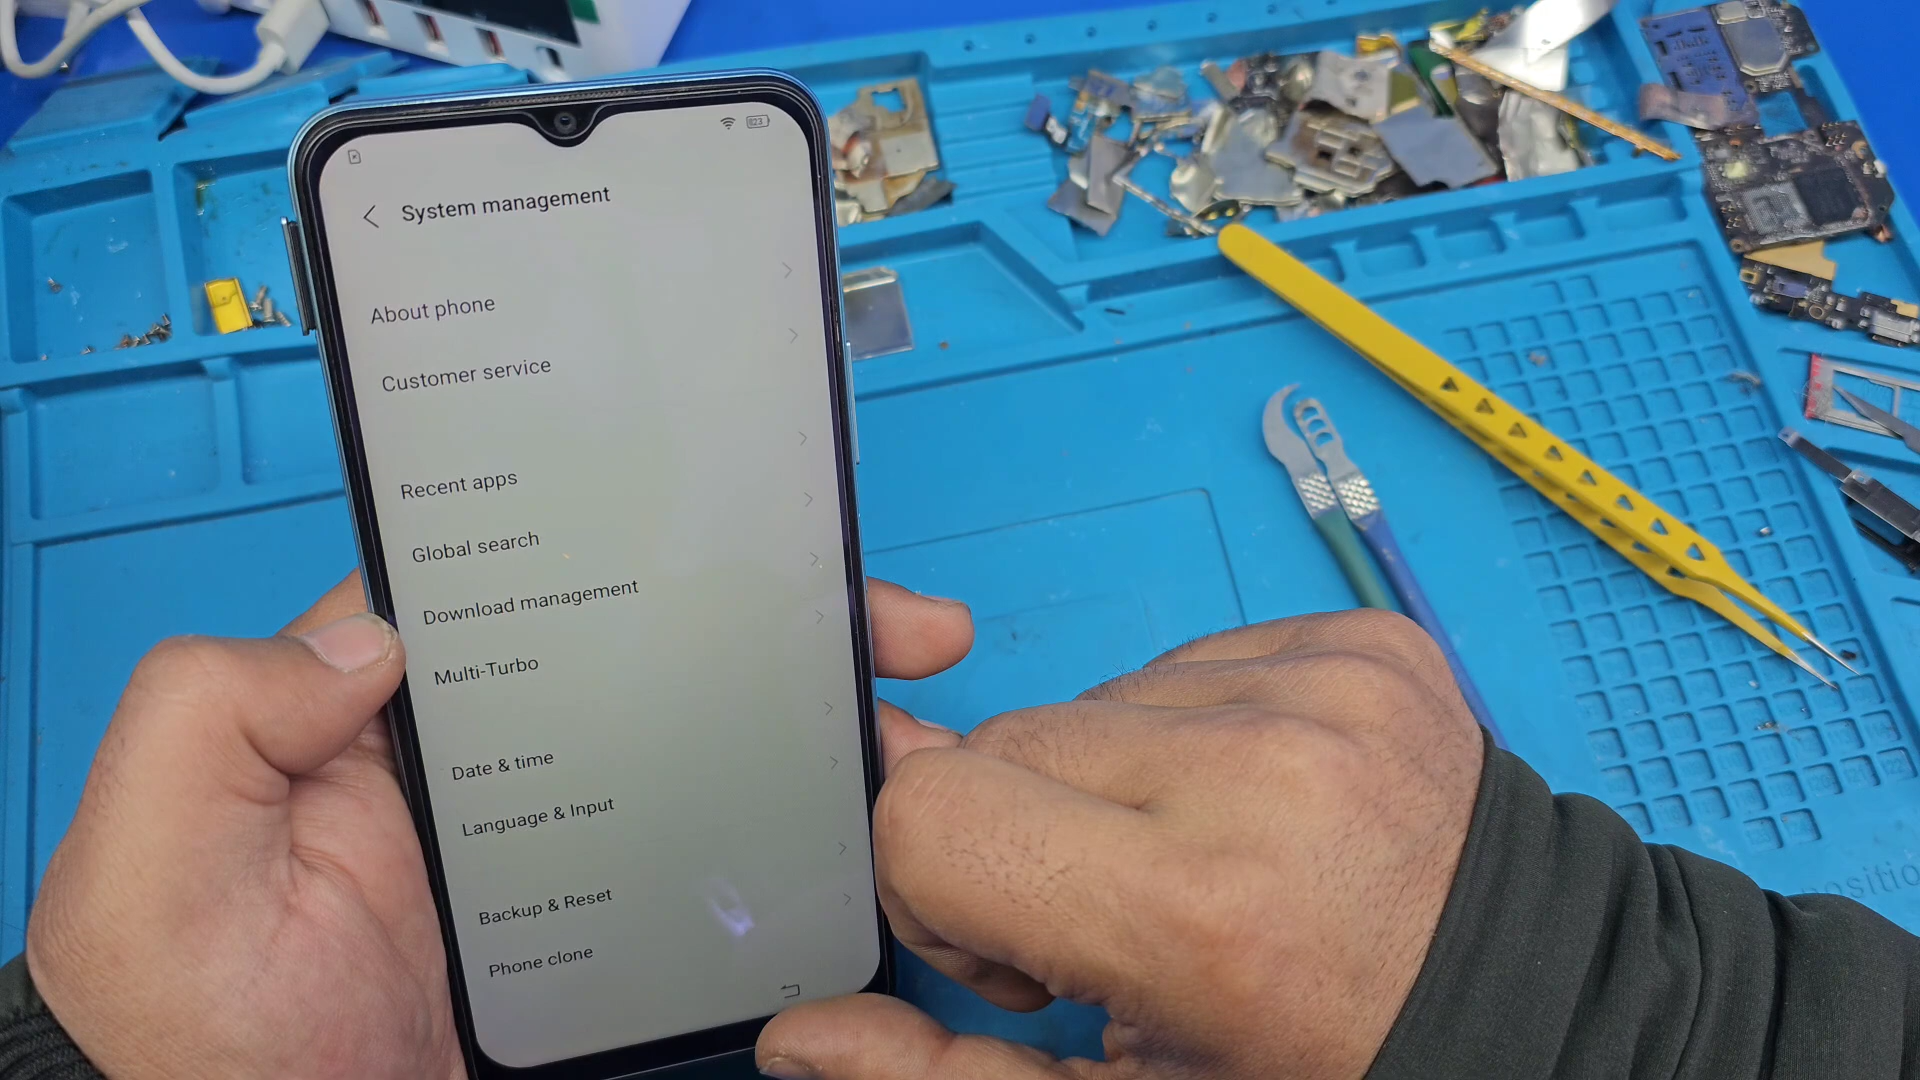 System management
About phone
Customer service
Recent apps
Global search
Download management
Multi-Turbo
Date & time
Language & Input
Backup & Reset
Phone clone